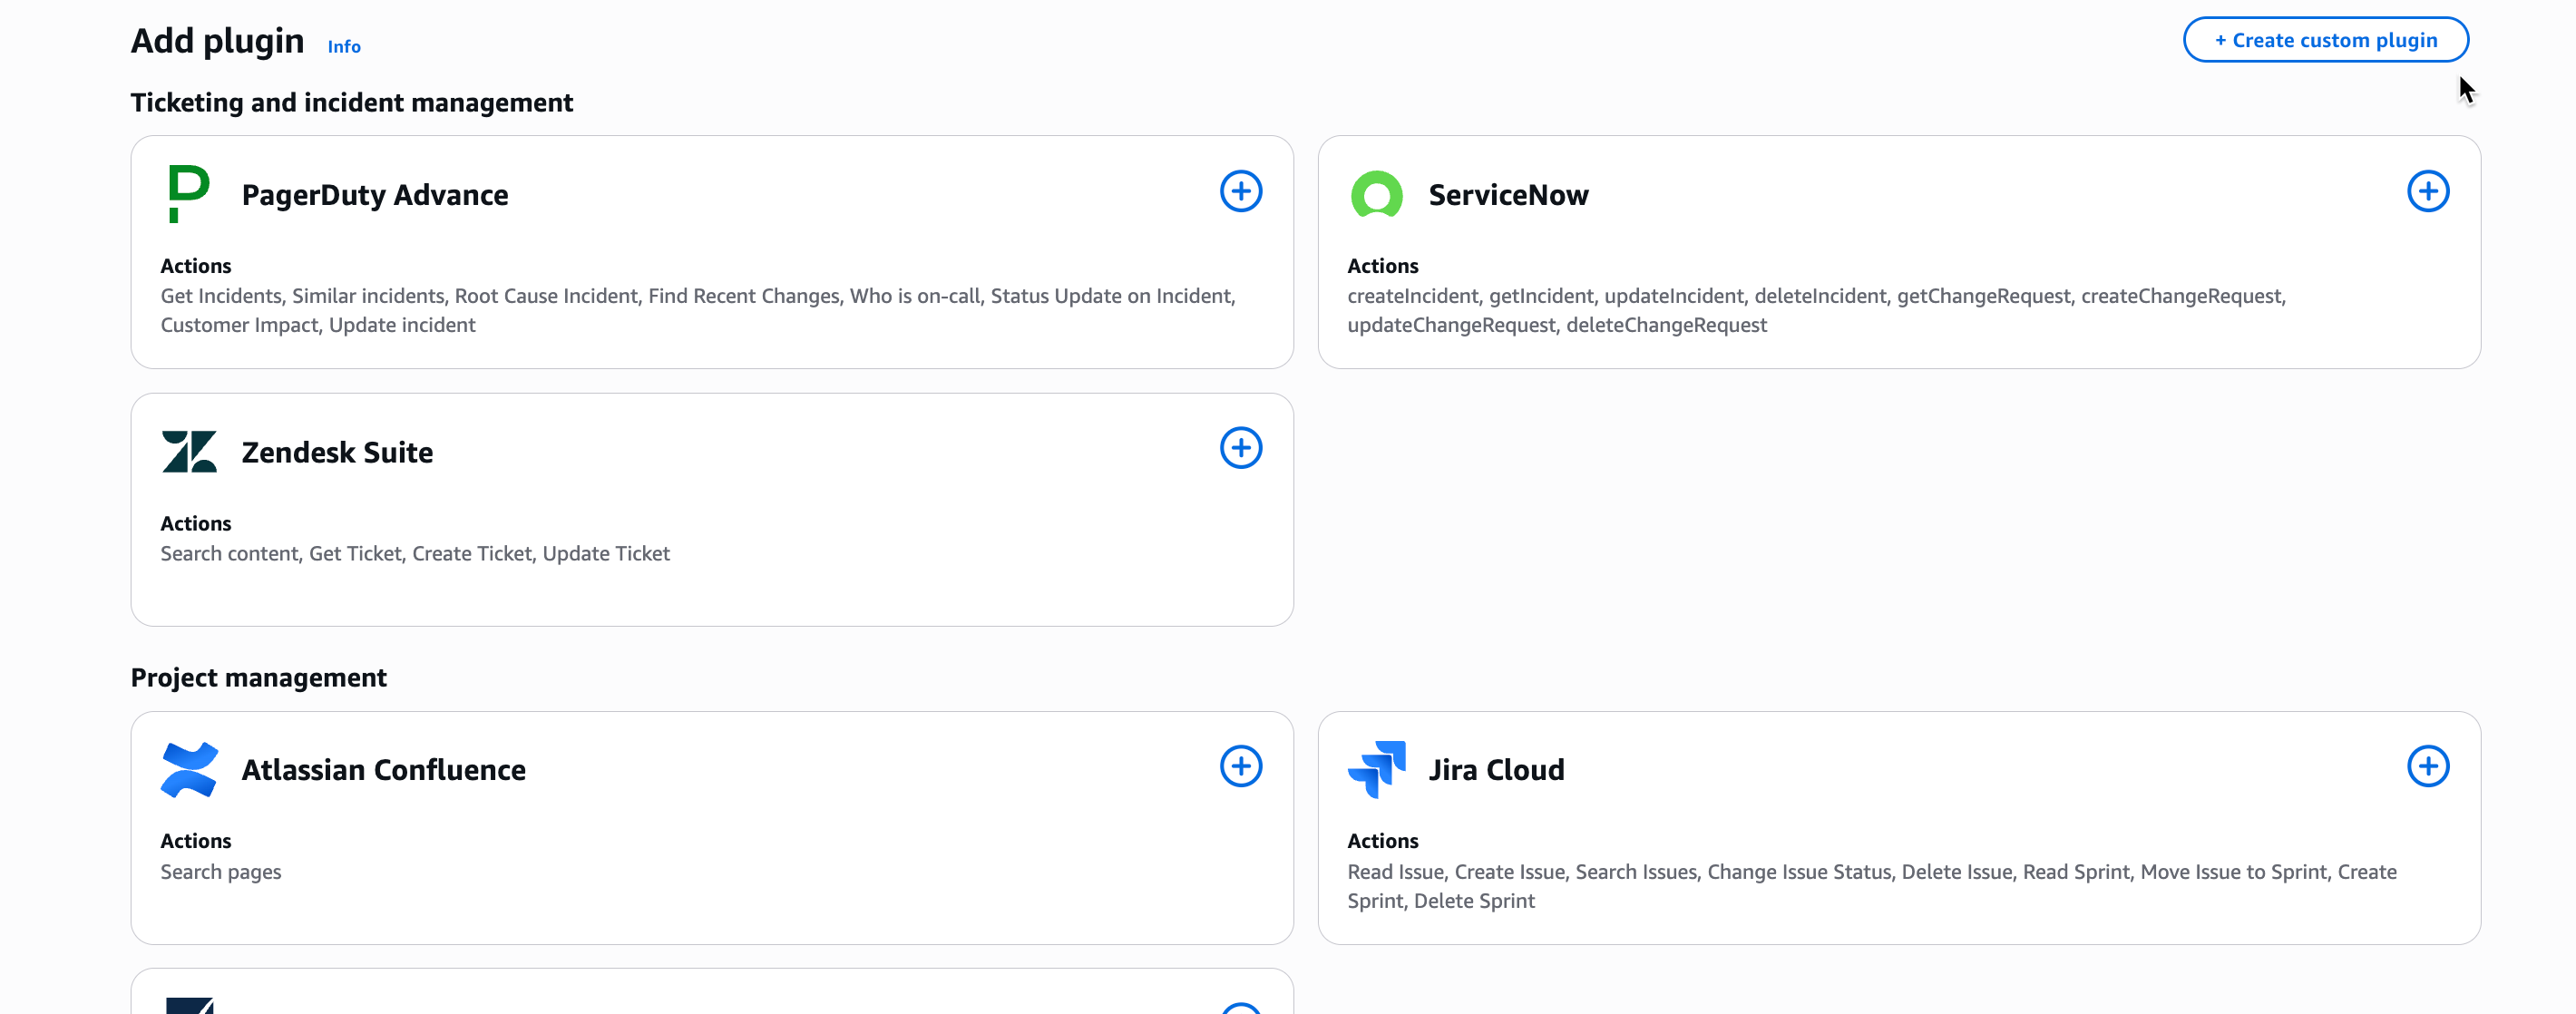 Add plugin Info
+ Create custom plugin
Ticketing and incident management
PagerDuty Advance
Actions
Get Incidents, Similar incidents, Root Cause Incident, Find Recent Changes, Who is on-call, Status Update on Incident,
Customer Impact, Update incident
ServiceNow
Actions
createIncident, getIncident, updateIncident, deleteIncident, getChangeRequest, createChangeRequest,
updateChangeRequest, deleteChangeRequest
Zendesk Suite
Actions
Search content, Get Ticket, Create Ticket, Update Ticket
Project management
Atlassian Confluence
Actions
Search pages
Jira Cloud
Actions
Read Issue, Create Issue, Search Issues, Change Issue Status, Delete Issue, Read Sprint, Move Issue to Sprint, Create
Sprint, Delete Sprint